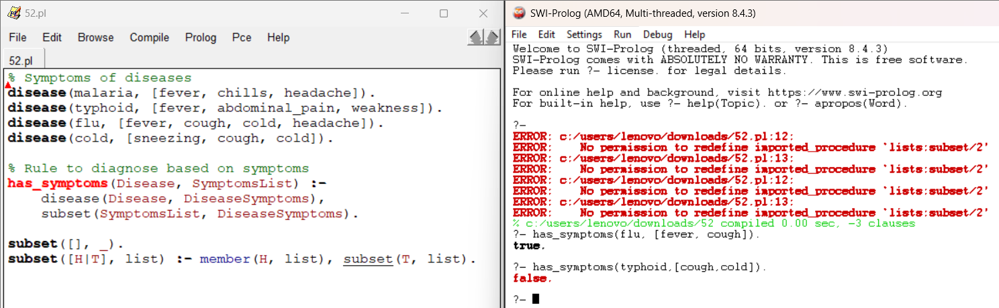 52.pl
File Edit Browse Compile Prolog Pce Help
52.pl
% Symptoms of diseases
disease(malaria, [fever, chills, headache]).
disease(typhoid, [fever, abdominal_pain, weakness]).
disease(flu, [fever, cough, cold, headache]).
disease(cold, [sneezing, cough, cold]).
% Rule to diagnose based on symptoms
has_symptoms(Disease, SymptomsList) :-
    disease(Disease, DiseaseSymptoms),
    subset(SymptomsList, DiseaseSymptoms).
subset([], _).
subset([H|T], list) :- member(H, list), subset(T, list).
SWI-Prolog (AMD64, Multi-threaded, version 8.4.3)
File Edit Settings Run Debug Help
Welcome to SWI-Prolog (threaded, 64 bits, version 8.4.3)
SWI-Prolog comes with ABSOLUTELY NO WARRANTY. This is free software.
Please run ?- license. for legal details.
For online help and background, visit https://www.swi-prolog.org
For built-in help, use ?- help(Topic). or ?- apropos(Word).
?-
ERROR: c:/users/lenovo/downloads/52.pl:12:
ERROR:    No permission to redefine imported_procedure `lists:subset/2'
ERROR: c:/users/lenovo/downloads/52.pl:13:
ERROR:    No permission to redefine imported_procedure `lists:subset/2'
ERROR: c:/users/lenovo/downloads/52.pl:12:
ERROR:    No permission to redefine imported_procedure `lists:subset/2'
ERROR: c:/users/lenovo/downloads/52.pl:13:
ERROR:    No permission to redefine imported_procedure `lists:subset/2'
% c:/users/lenovo/downloads/52 compiled 0.00 sec, -3 clauses
?- has_symptoms(flu, [fever, cough]).
true.
?- has_symptoms(typhoid,[cough,cold]).
false.
?-